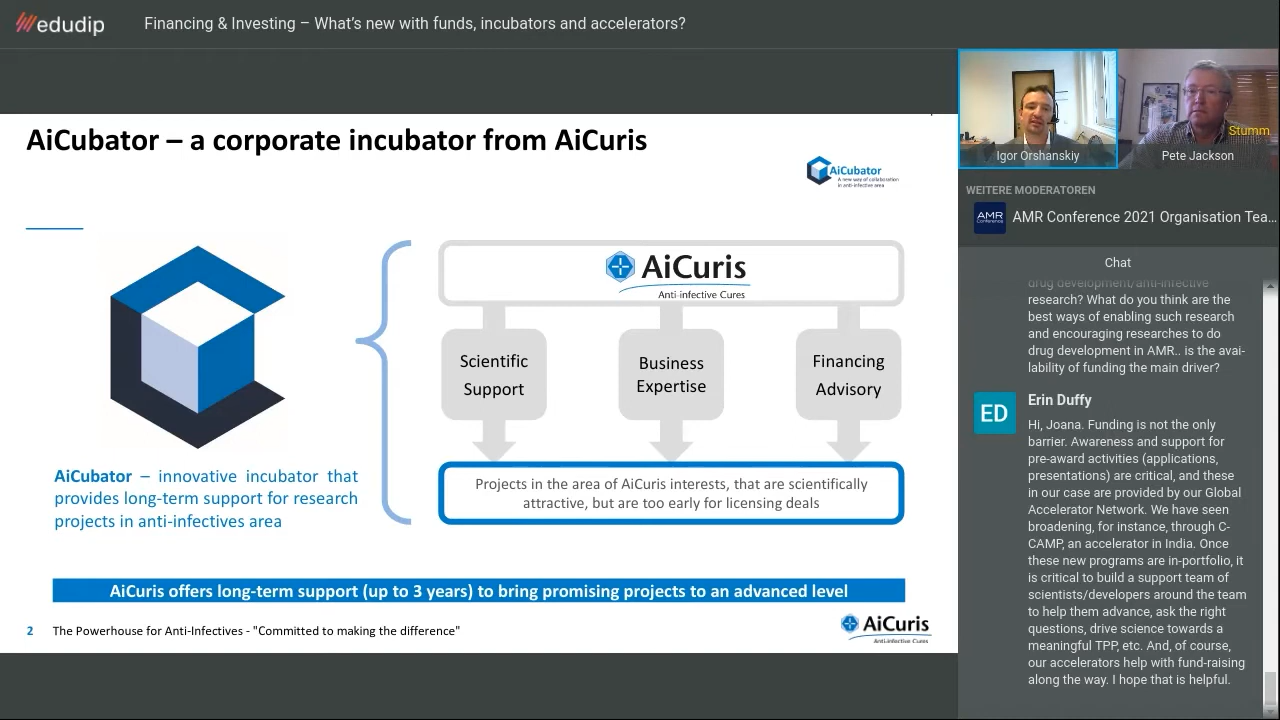 edudip
Financing & Investing – What's new with funds, incubators and accelerators?
AiCubator – a corporate incubator from AiCuris
AiCubator
A new way of collaboration
in anti-infective area
AiCuris
Anti-infective Cures
Scientific
Support
Business
Expertise
Financing
Advisory
AiCubator – innovative incubator that
provides long-term support for research
projects in anti-infectives area
Projects in the area of AiCuris interests, that are scientifically
attractive, but are too early for licensing deals
AiCuris offers long-term support (up to 3 years) to bring promising projects to an advanced level
2 The Powerhouse for Anti-Infectives - "Committed to making the difference"
AiCuris
Anti-infective Cures
Igor Orshanskiy
Stumm
Pete Jackson
WEITERE MODERATOREN
AMR
Conference
AMR Conference 2021 Organisation Tea...
Chat
drug development/anti-infective
research? What do you think are the
best ways of enabling such research
and encouraging researches to do
drug development in AMR.. is the avai-
lability of funding the main driver?
ED
Erin Duffy
Hi, Joana. Funding is not the only
barrier. Awareness and support for
pre-award activities (applications,
presentations) are critical, and these
in our case are provided by our Global
Accelerator Network. We have seen
broadening, for instance, through C-
CAMP, an accelerator in India. Once
these new programs are in-portfolio, it
is critical to build a support team of
scientists/developers around the team
to help them advance, ask the right
questions, drive science towards a
meaningful TPP, etc. And, of course,
our accelerators help with fund-raising
along the way. I hope that is helpful.